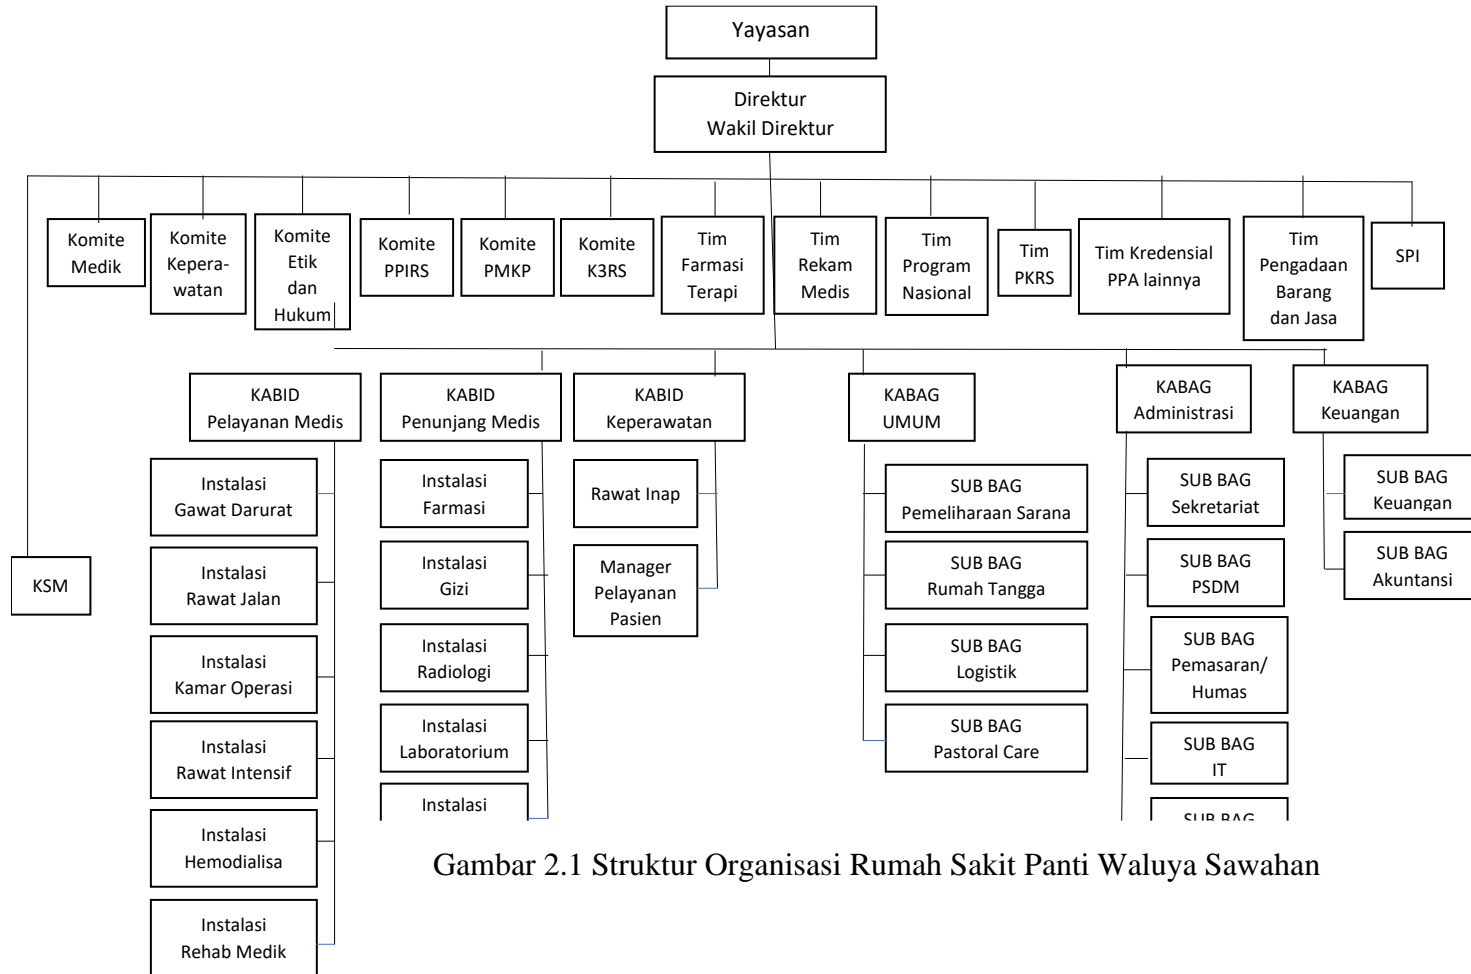 Yayasan
Direktur
Wakil Direktur
Komite
Medik
Komite
Kepera-
watan
Komite
Etik
dan
Hukum
Komite
PPIRS
Komite
PMKP
Komite
K3RS
Tim
Farmasi
Terapi
Tim
Rekam
Medis
Tim
Program
Nasional
Tim
PKRS
Tim Kredensial
PPA lainnya
Tim
Pengadaan
Barang
dan Jasa
SPI
KSM
KABID
Pelayanan Medis
Instalasi
Gawat Darurat
Instalasi
Rawat Jalan
Instalasi
Kamar Operasi
Instalasi
Rawat Intensif
Instalasi
Hemodialisa
Instalasi
Rehab Medik
KABID
Penunjang Medis
Instalasi
Farmasi
Instalasi
Gizi
Instalasi
Radiologi
Instalasi
Laboratorium
Instalasi
KABID
Keperawatan
Rawat Inap
Manager
Pelayanan
Pasien
KABAG
UMUM
SUB BAG
Pemeliharaan Sarana
SUB BAG
Rumah Tangga
SUB BAG
Logistik
SUB BAG
Pastoral Care
KABAG
Administrasi
SUB BAG
Sekretariat
SUB BAG
PSDM
SUB BAG
Pemasaran/
Humas
SUB BAG
IT
SUB BAG
KABAG
Keuangan
SUB BAG
Keuangan
SUB BAG
Akuntansi
Gambar 2.1 Struktur Organisasi Rumah Sakit Panti Waluya Sawahan